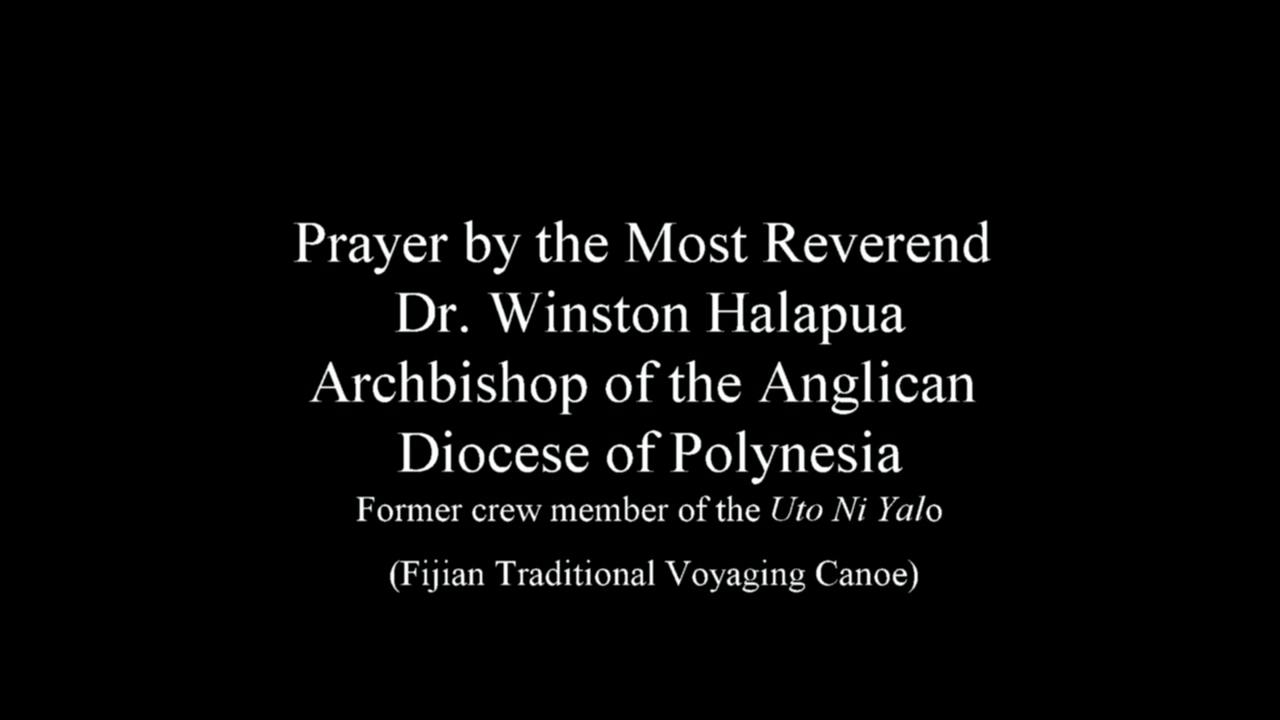 Prayer by the Most Reverend
Dr. Winston Halapua
Archbishop of the Anglican
Diocese of Polynesia
Former crew member of the Uto Ni Yalo
(Fijian Traditional Voyaging Canoe)